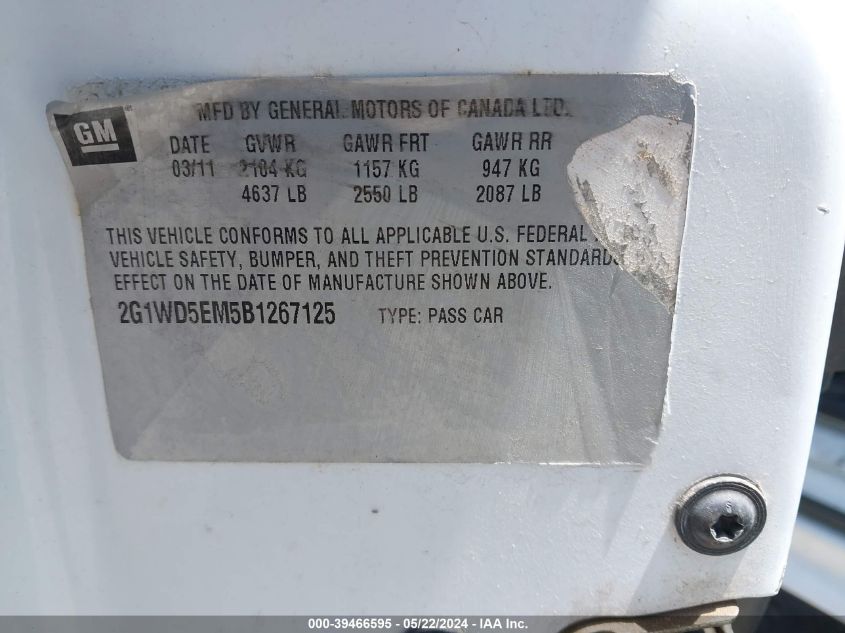 MFD BY GENERAL MOTORS OF CANADA LTD.
GM
DATE GVWR GAWR FRT GAWR RR
03/11 2104 KG 1157 KG 947 KG
4637 LB 2550 LB 2087 LB
THIS VEHICLE CONFORMS TO ALL APPLICABLE U.S. FEDERAL
VEHICLE SAFETY, BUMPER, AND THEFT PREVENTION STANDARDS
EFFECT ON THE DATE OF MANUFACTURE SHOWN ABOVE.
2G1WD5EM5B1267125 TYPE: PASS CAR
000-39466595 - 05/22/2024 - IAA Inc.